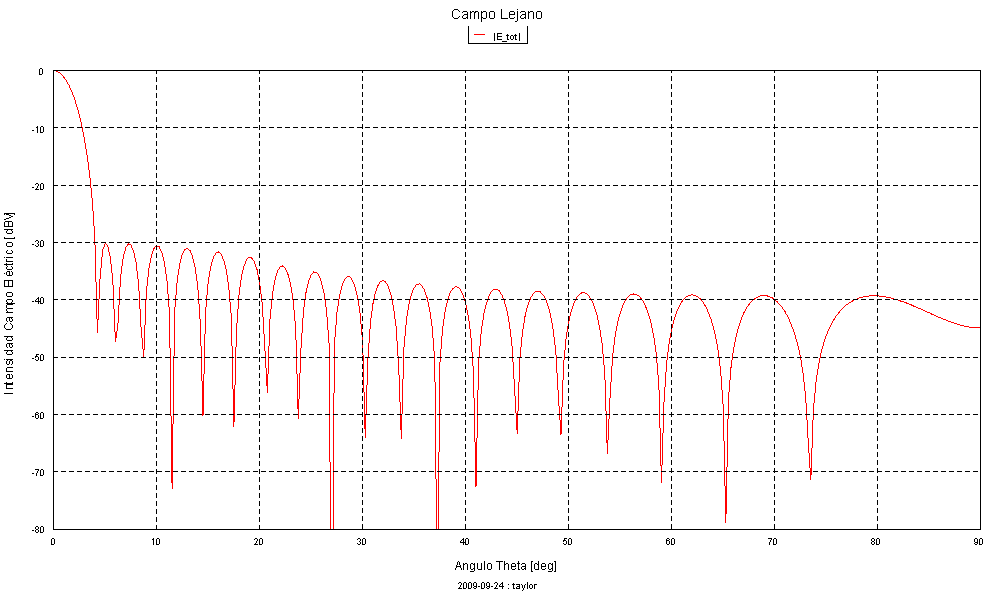 Campo Lejano
|E_tot|
Intensidad Campo Eléctrico [dBV]
0
-10
-20
-30
-40
-50
-60
-70
-80
0 10 20 30 40 50 60 70 80 90
Angulo Theta [deg]
2009-09-24 : taylor